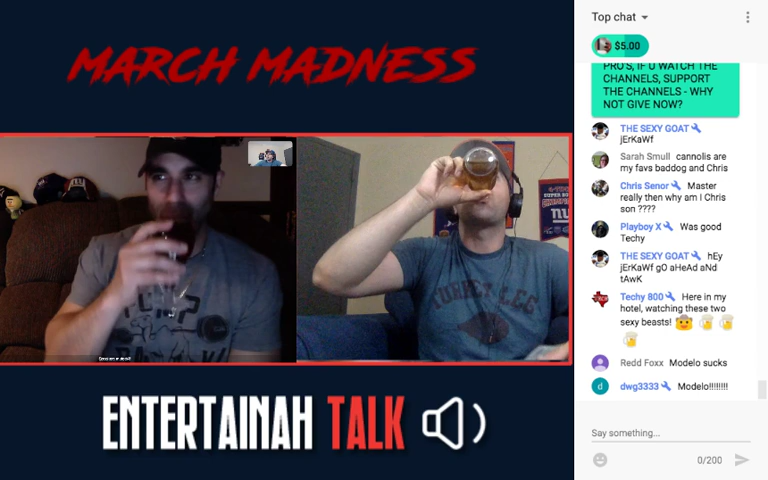 MARCH MADNESS
ENTERTAINAH TALK
Top chat
$5.00
PRO'S, IF U WATCH THE
CHANNELS, SUPPORT
THE CHANNELS - WHY
NOT GIVE NOW?
THE SEXY GOAT
jErKaWf
Sarah Smull cannolis are
my favs baddog and Chris
Chris Senor Master
really then why am I Chris
son ????
Playboy X Was good
Techy
THE SEXY GOAT hEy
jErKaWf gO aHeAd aNd
tAwK
Techy 800 Here in my
hotel, watching these two
sexy beasts!
Redd Foxx Modelo sucks
dwg3333 Modelo!!!!!!!!
Say something...
0/200
TURKEY LEG
ny